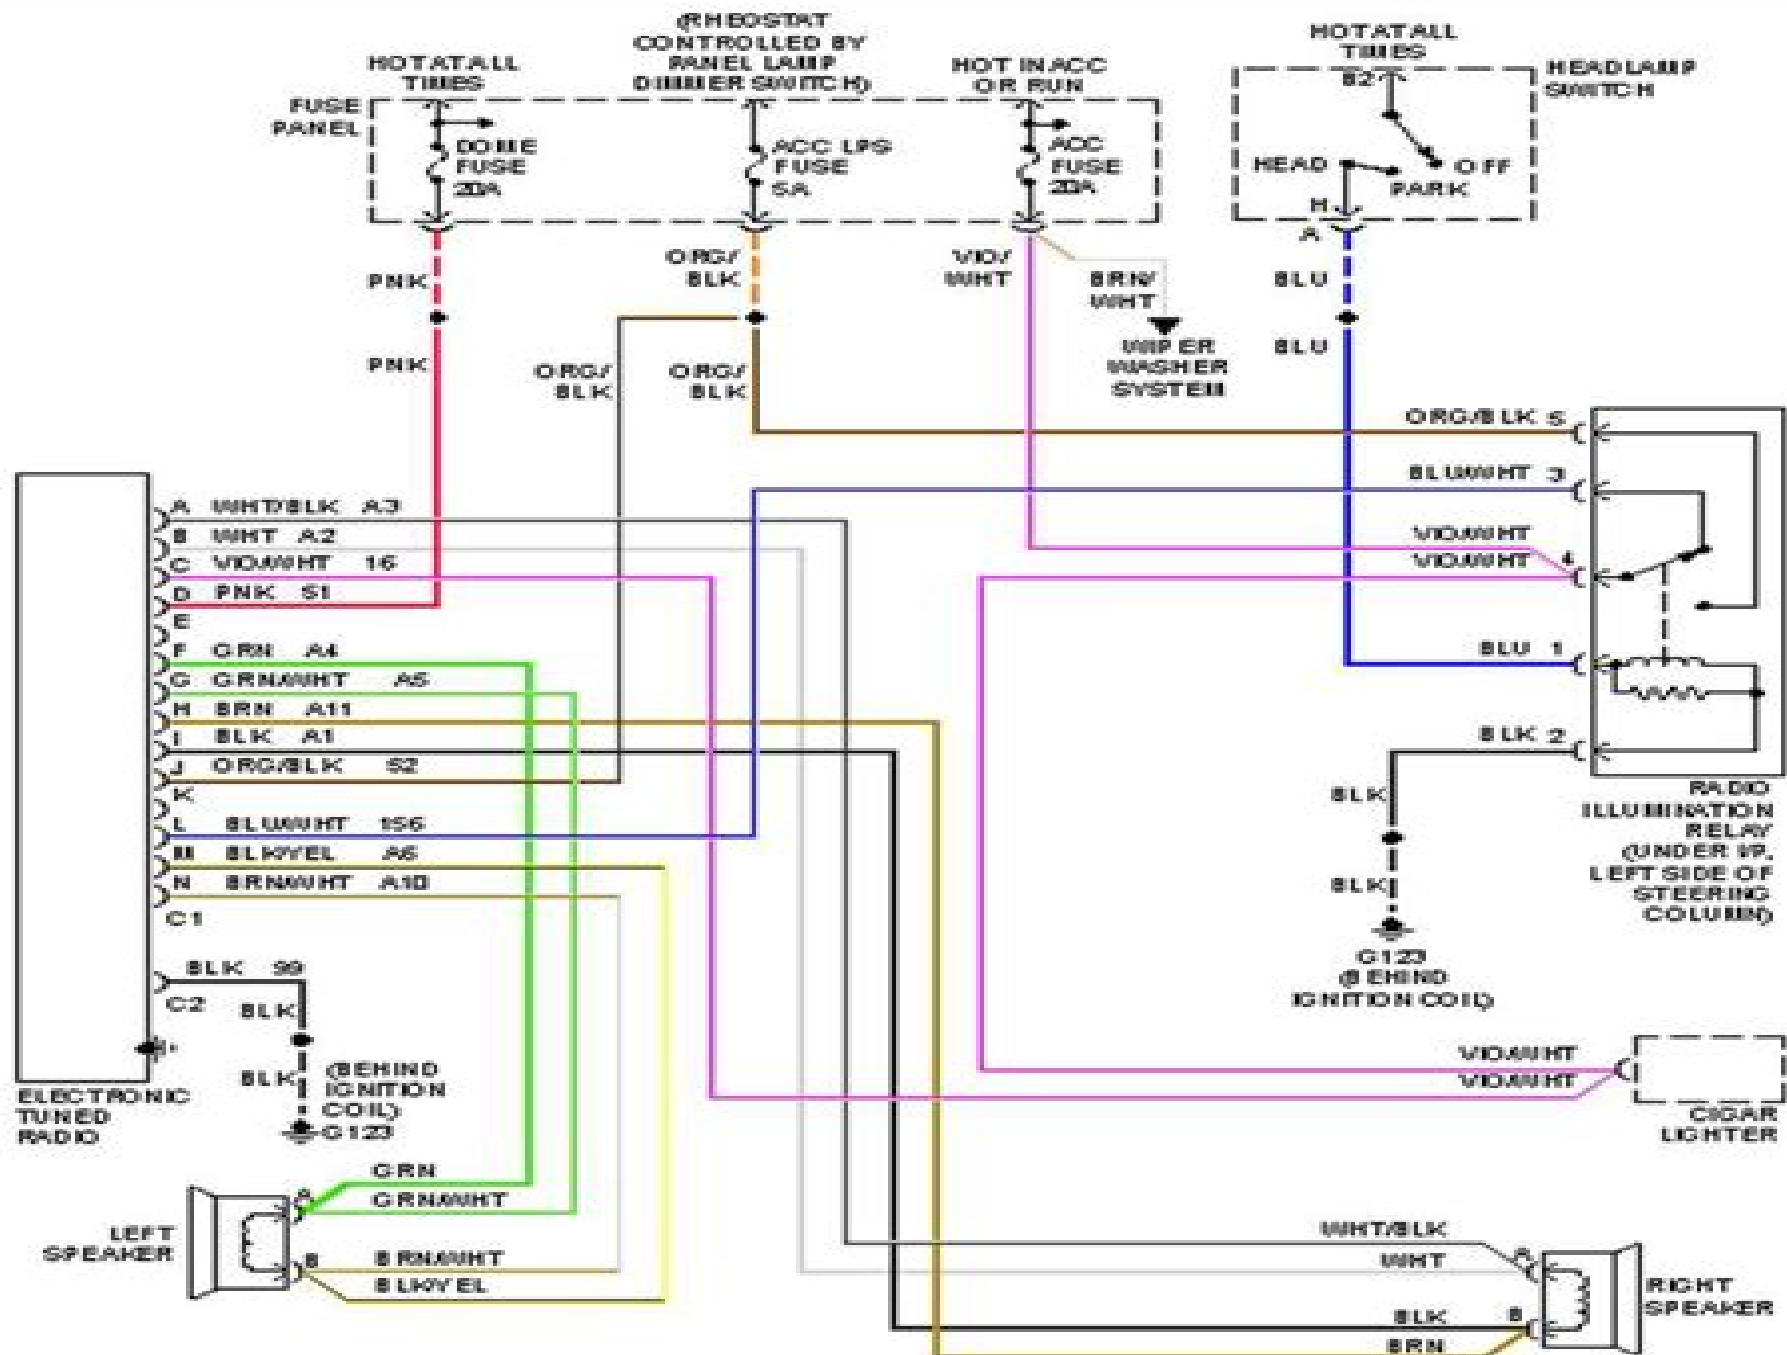 (RHEOSTAT
CONTROLLED BY
PANEL LAMP
DIMMER SWITCH)
HOT AT ALL
TIMES
HOT IN ACC
OR RUN
HOT AT ALL
TIMES
FUSE
PANEL
DOME
FUSE
20A
ACC LPS
FUSE
5A
ACC
FUSE
20A
B2
HEADLAMP
SWITCH
HEAD
OFF
PARK
H
A
PNK
ORG/
BLK
VIO/
WHT
BRN/
WHT
BLU
PNK
ORG/
BLK
ORG/
BLK
WIPER
WASHER
SYSTEM
BLU
ORG/BLK 5
BLU/WHT 3
VIO/WHT
VIO/WHT 4
BLU 1
BLK 2
A WHT/BLK A3
B WHT A2
C VIO/WHT 16
D PNK S1
E
F GRN A4
G GRN/WHT A5
H BRN A11
I BLK A1
J ORG/BLK S2
K
L BLU/WHT 156
M BLK/YEL A6
N BRN/WHT A10
C1
BLK S9
C2
BLK
BLK
(BEHIND
IGNITION
COIL)
G123
ELECTRONIC
TUNED
RADIO
BLK
BLK
G123
(BEHIND
IGNITION COIL)
RADIO
ILLUMINATION
RELAY
(UNDER I/P,
LEFT SIDE OF
STEERING
COLUMN)
VIO/WHT
VIO/WHT
CIGAR
LIGHTER
GRN
GRN/WHT
A
LEFT
SPEAKER
B
BRN/WHT
BLK/YEL
WHT/BLK
WHT
A
BLK
B
BRN
RIGHT
SPEAKER